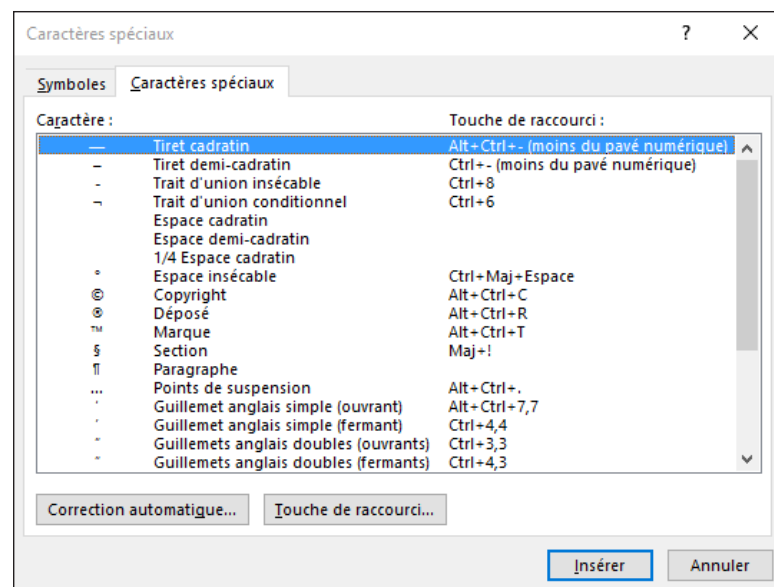 Caractères spéciaux ? ×
Symboles Caractères spéciaux
Caractère : Touche de raccourci :
— Tiret cadratin Alt+Ctrl+- (moins du pavé numérique)
– Tiret demi-cadratin Ctrl+- (moins du pavé numérique)
- Trait d'union insécable Ctrl+8
¬ Trait d'union conditionnel Ctrl+6
Espace cadratin
Espace demi-cadratin
1/4 Espace cadratin
° Espace insécable Ctrl+Maj+Espace
© Copyright Alt+Ctrl+C
® Déposé Alt+Ctrl+R
™ Marque Alt+Ctrl+T
§ Section Maj+!
¶ Paragraphe
… Points de suspension Alt+Ctrl+.
‘ Guillemet anglais simple (ouvrant) Alt+Ctrl+7,7
’ Guillemet anglais simple (fermant) Ctrl+4,4
“ Guillemets anglais doubles (ouvrants) Ctrl+3,3
” Guillemets anglais doubles (fermants) Ctrl+4,3
Correction automatique... Touche de raccourci...
Insérer Annuler